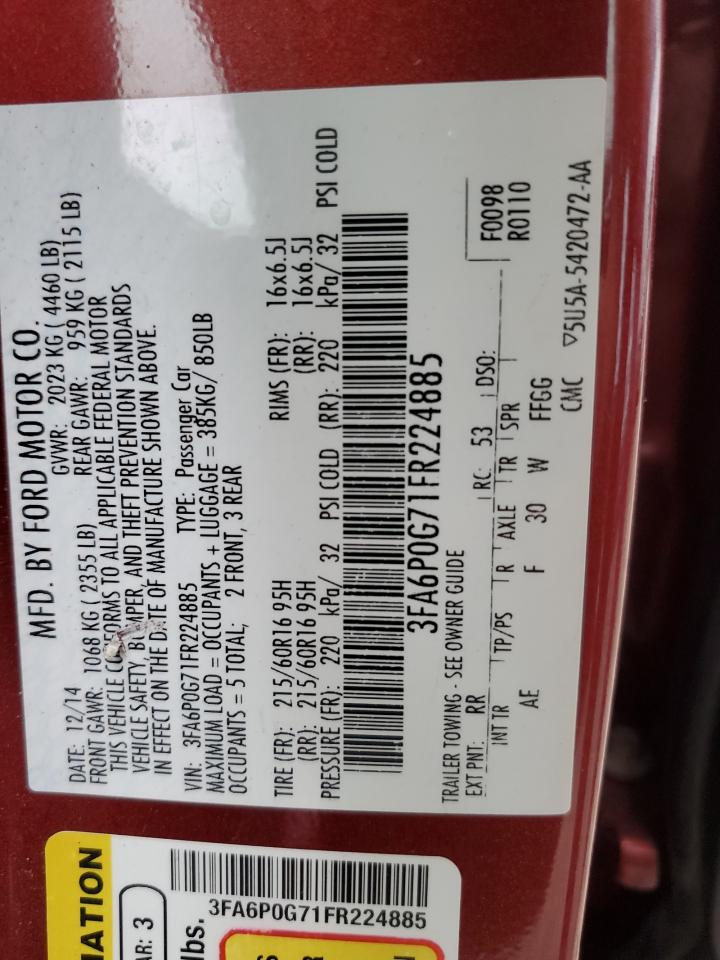 MFD. BY FORD MOTOR CO.
DATE: 12/14 GVWR: 2023 KG ( 4460 LB)
FRONT GAWR: 1068 KG ( 2355 LB) REAR GAWR: 959 KG ( 2115 LB)
THIS VEHICLE CONFORMS TO ALL APPLICABLE FEDERAL MOTOR
VEHICLE SAFETY, BUMPER, AND THEFT PREVENTION STANDARDS
IN EFFECT ON THE DATE OF MANUFACTURE SHOWN ABOVE.
VIN: 3FA6P0G71FR224885 TYPE: Passenger Car
MAXIMUM LOAD = OCCUPANTS + LUGGAGE = 385KG/ 850LB
OCCUPANTS = 5 TOTAL; 2 FRONT, 3 REAR
TIRE (FR): 215/60R16 95H RIMS (FR): 16x6.5J
(RR): 215/60R16 95H (RR): 16x6.5J
PRESSURE (FR): 220 kPa/ 32 PSI COLD (RR): 220 kPa/ 32 PSI COLD
3FA6P0G71FR224885
TRAILER TOWING - SEE OWNER GUIDE
EXT PNT: RR RC: 53 DSO: F0098
INT TR TP/PS R AXLE TR SPR R0110
AE F 30 W FFGG
CMC ▽5U5A-5420472-AA
MATION
AR: 3
lbs.
3FA6P0G71FR224885